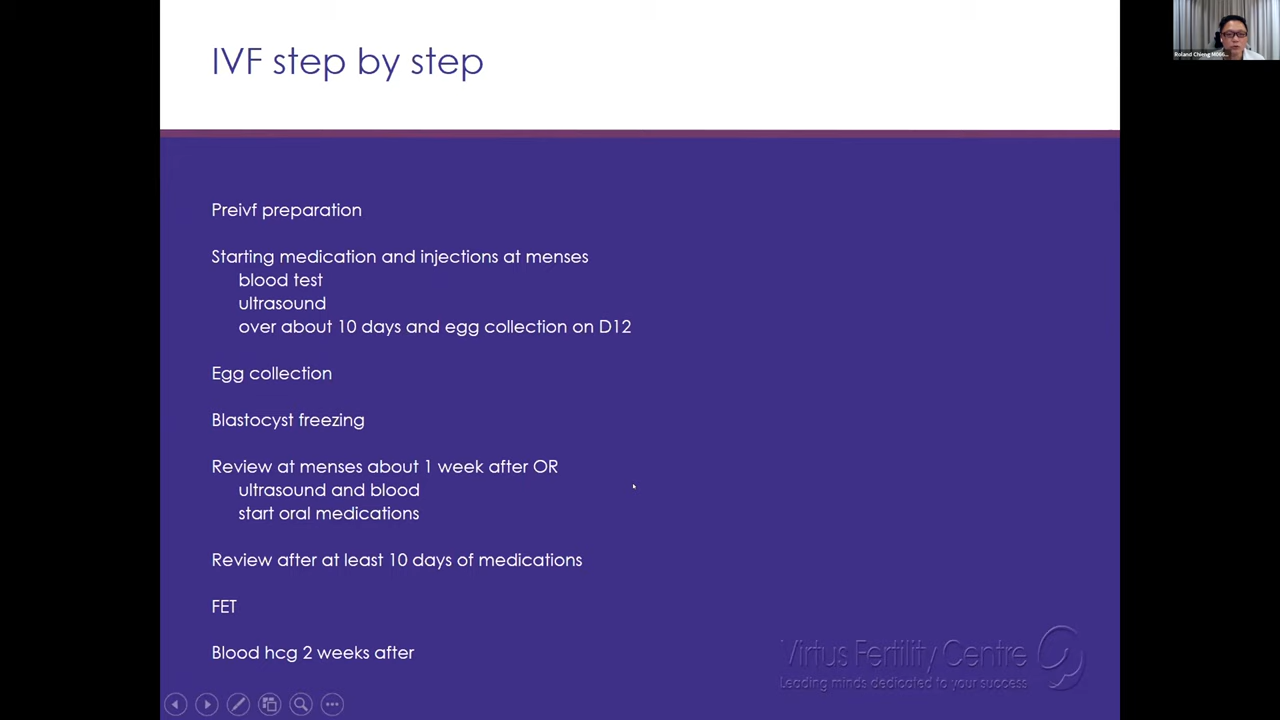 IVF step by step
Roland Chieng
Preivf preparation
Starting medication and injections at menses
blood test
ultrasound
over about 10 days and egg collection on D12
Egg collection
Blastocyst freezing
Review at menses about 1 week after OR
ultrasound and blood
start oral medications
Review after at least 10 days of medications
FET
Blood hcg 2 weeks after
Virtus Fertility Centre
Leading minds dedicated to your success